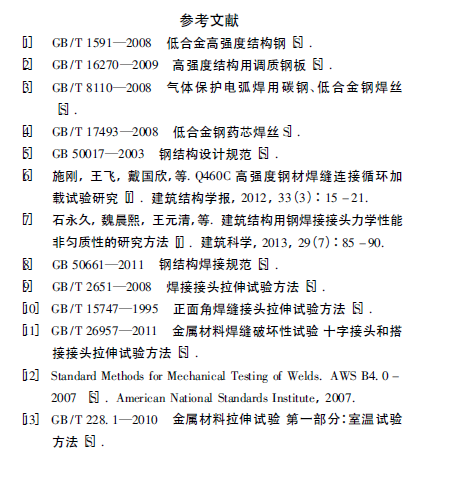 参考文献
[1] GB/T 1591—2008 低合金高强度结构钢[S].
[2] GB/T 16270—2009 高强度结构用调质钢板[S].
[3] GB/T 8110—2008 气体保护电弧焊用碳钢、低合金钢焊丝
[S].
[4] GB/T 17493—2008 低合金钢药芯焊丝[S].
[5] GB 50017—2003 钢结构设计规范[S].
[6] 施刚, 王飞, 戴国欣, 等. Q460C 高强度钢材焊缝连接循环加
载试验研究[J]. 建筑结构学报, 2012, 33(3): 15-21.
[7] 石永久, 魏晨熙, 王元清, 等. 建筑结构用钢焊接接头力学性能
非匀质性的研究方法[J]. 建筑科学, 2013, 29(7): 85-90.
[8] GB 50661—2011 钢结构焊接规范[S].
[9] GB/T 2651—2008 焊接接头拉伸试验方法[S].
[10] GB/T 15747—1995 正面角焊缝接头拉伸试验方法[S].
[11] GB/T 26957—2011 金属材料焊缝破坏性试验 十字接头和搭
接接头拉伸试验方法[S].
[12] Standard Methods for Mechanical Testing of Welds. AWS B4.0-
2007 [S]. American National Standards Institute, 2007.
[13] GB/T 228.1—2010 金属材料拉伸试验 第一部分: 室温试验
方法[S].